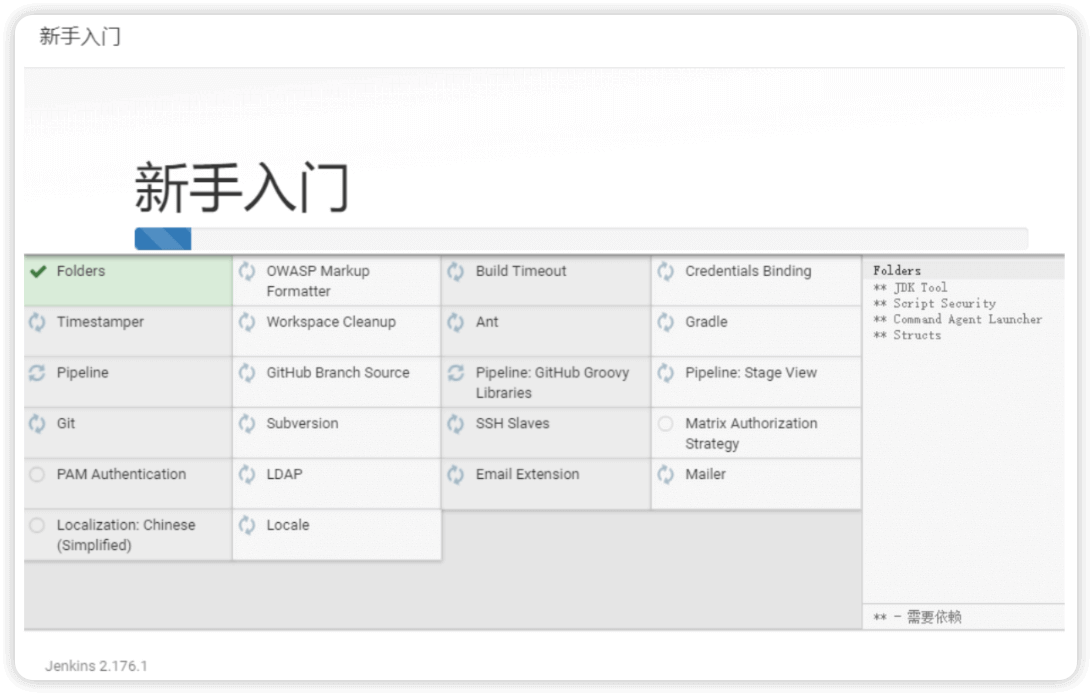 新手入门
新手入门
Folders
OWASP Markup
Formatter
Build Timeout
Credentials Binding
Timestamper
Workspace Cleanup
Ant
Gradle
Pipeline
GitHub Branch Source
Pipeline: GitHub Groovy
Libraries
Pipeline: Stage View
Git
Subversion
SSH Slaves
Matrix Authorization
Strategy
PAM Authentication
LDAP
Email Extension
Mailer
Localization: Chinese
(Simplified)
Locale
Folders
** JDK Tool
** Script Security
** Command Agent Launcher
** Structs
** - 需要依赖
Jenkins 2.176.1